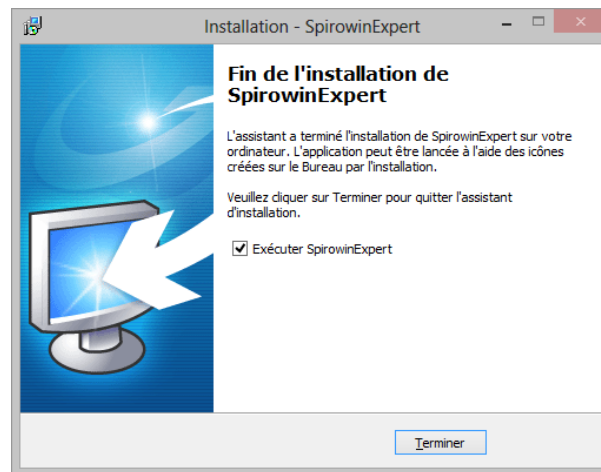 Installation - SpirowinExpert
Fin de l'installation de
SpirowinExpert
L'assistant a terminé l'installation de SpirowinExpert sur votre
ordinateur. L'application peut être lancée à l'aide des icônes
créées sur le Bureau par l'installation.
Veuillez cliquer sur Terminer pour quitter l'assistant
d'installation.
Exécuter SpirowinExpert
Terminer